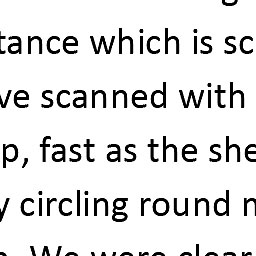 tance which is sc
ve scanned with
p, fast as the she
y circling round
We were clear